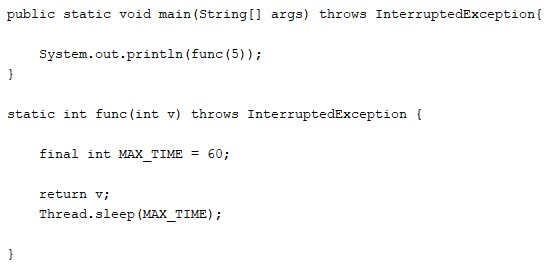 public static void main(String[] args) throws InterruptedException{
System.out.println(func(5));
}
static int func(int v) throws InterruptedException {
final int MAX_TIME = 60;
return v;
Thread.sleep(MAX_TIME);
}